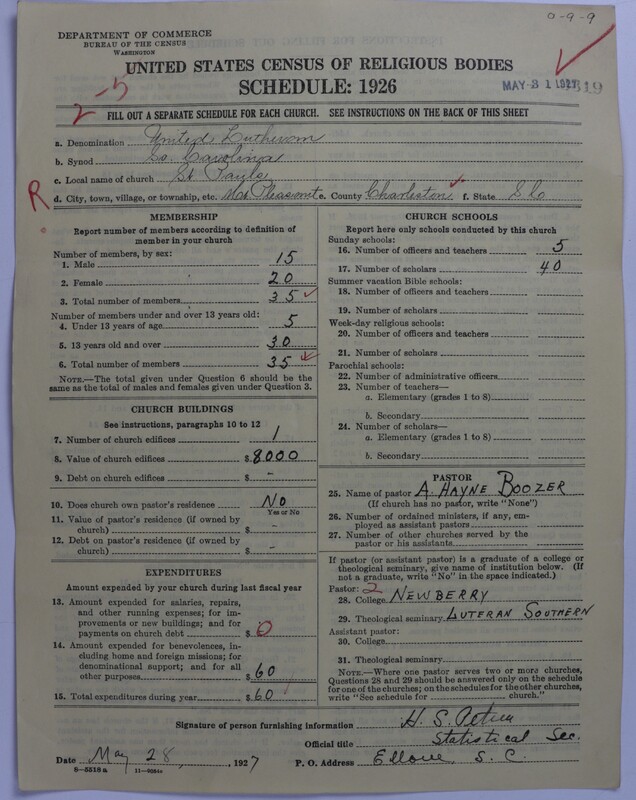 0-9-9
DEPARTMENT OF COMMERCE
BUREAU OF THE CENSUS
WASHINGTON
UNITED STATES CENSUS OF RELIGIOUS BODIES
SCHEDULE: 1926
MAY 31 1927
319
2-5
FILL OUT A SEPARATE SCHEDULE FOR EACH CHURCH. SEE INSTRUCTIONS ON THE BACK OF THIS SHEET
a. Denomination United Lutheran
b. Synod So. Carolina
c. Local name of church St Pauls
R d. City, town, village, or township, etc. Mt. Pleasant e. County Charleston f. State S C
MEMBERSHIP
Report number of members according to definition of
member in your church
Number of members, by sex:
1. Male 15
2. Female 20
3. Total number of members 35
Number of members under and over 13 years old:
4. Under 13 years of age 5
5. 13 years old and over 30
6. Total number of members 35
NOTE.—The total given under Question 6 should be the
same as the total of males and females given under Question 3.
CHURCH BUILDINGS
See instructions, paragraphs 10 to 12
7. Number of church edifices 1
8. Value of church edifices $ 8000
9. Debt on church edifices $ -
10. Does church own pastor's residence No
Yes or No
11. Value of pastor's residence (if owned by
church) $ -
12. Debt on pastor's residence (if owned by
church) $ -
EXPENDITURES
Amount expended by your church during last fiscal year
13. Amount expended for salaries, repairs,
and other running expenses; for im-
provements or new buildings; and for
payments on church debt $ 0
14. Amount expended for benevolences, in-
cluding home and foreign missions; for
denominational support; and for all
other purposes $ 60
15. Total expenditures during year $ 60
CHURCH SCHOOLS
Report here only schools conducted by this church
Sunday schools:
16. Number of officers and teachers 5
17. Number of scholars 40
Summer vacation Bible schools:
18. Number of officers and teachers
19. Number of scholars
Week-day religious schools:
20. Number of officers and teachers
21. Number of scholars
Parochial schools:
22. Number of administrative officers
23. Number of teachers—
a. Elementary (grades 1 to 8)
b. Secondary
24. Number of scholars—
a. Elementary (grades 1 to 8)
b. Secondary
PASTOR
25. Name of pastor A. HAYNE BOOZER
(If church has no pastor, write "None")
26. Number of ordained ministers, if any, em-
ployed as assistant pastors
27. Number of other churches served by the
pastor or his assistants
If pastor (or assistant pastor) is a graduate of a college or
theological seminary, give name of institution below. (If
not a graduate, write "No" in the space indicated.)
Pastor: 2
28. College NEWBERRY
29. Theological seminary LUTERAN SOUTHERN
Assistant pastor:
30. College
31. Theological seminary
NOTE.—Where one pastor serves two or more churches,
Questions 28 and 29 should be answered only on the schedule
for one of the churches; on the schedules for the other churches,
write "See schedule for church."
Signature of person furnishing information H. S. Petrea
Official title Statistical Sec.
Date May 28, 1927 P. O. Address Ellore, S. C.
8-5518a